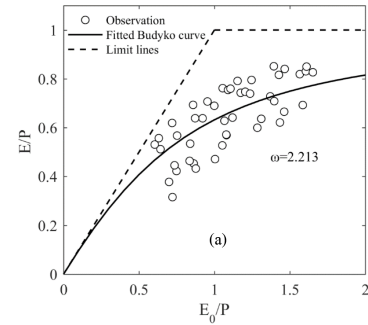 Observation
Fitted Budyko curve
Limit lines
1
0.8
0.6
0.4
0.2
0
E/P
ω=2.213
(a)
0 0.5 1 1.5 2
E0/P